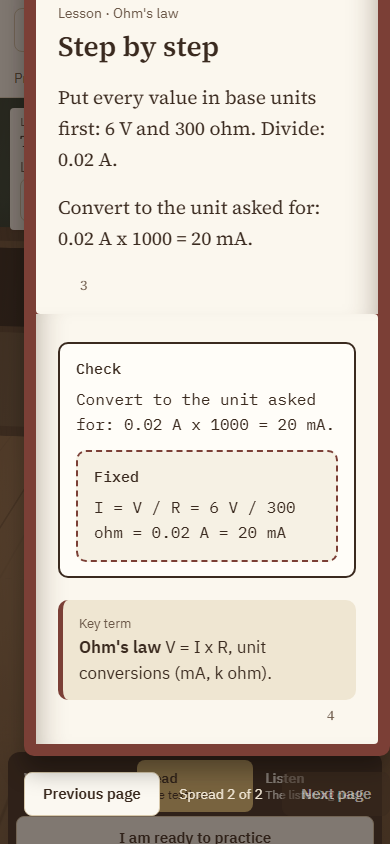 Lesson · Ohm's law
Step by step
Put every value in base units
first: 6 V and 300 ohm. Divide:
0.02 A.
Convert to the unit asked for:
0.02 A x 1000 = 20 mA.
3
Check
Convert to the unit asked
for: 0.02 A x 1000 = 20 mA.
Fixed
I = V / R = 6 V / 300
ohm = 0.02 A = 20 mA
Key term
Ohm's law V = I x R, unit
conversions (mA, k ohm).
4
Listen
Previous page
Spread 2 of 2
Next page
I am ready to practice